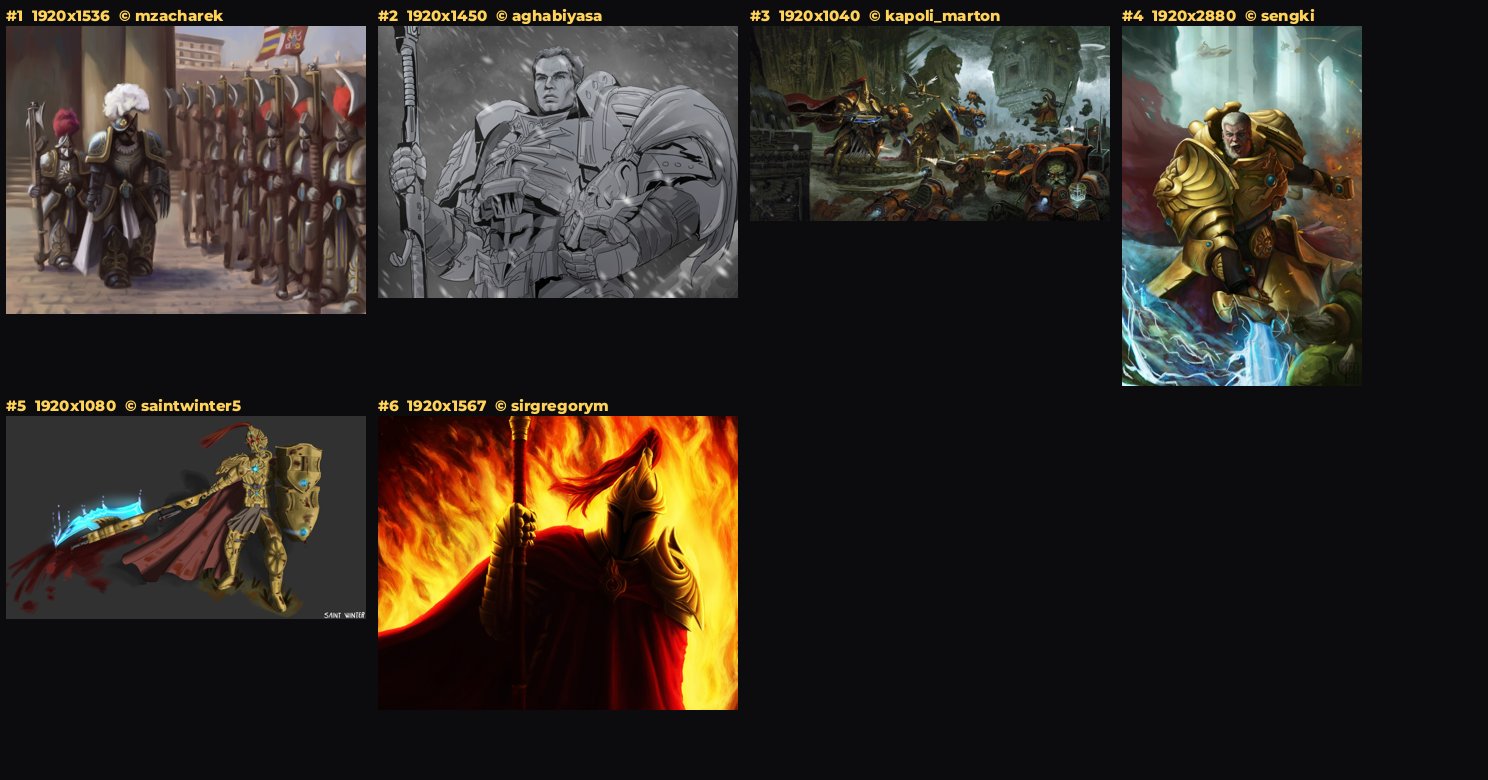 #1 1920x1536 © mzacharek
#2 1920x1450 © aghabiyasa
#3 1920x1040 © kapoli_marton
#4 1920x2880 © sengki
#5 1920x1080 © saintwinter5
#6 1920x1567 © sirgregorym
SAINT WINTER